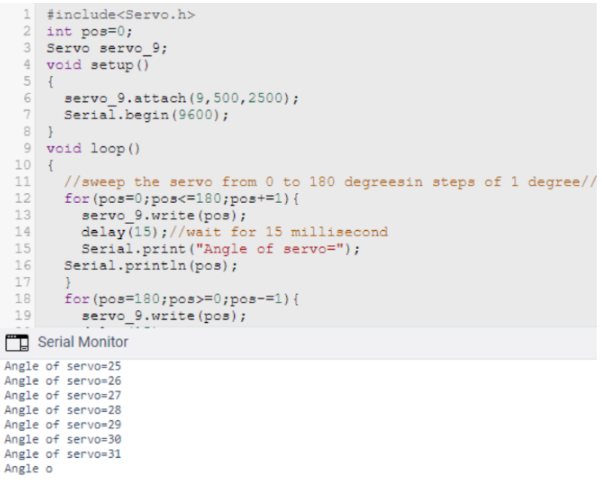 1 #include<Servo.h>
2 int pos=0;
3 Servo servo_9;
4 void setup()
5 {
6 servo_9.attach(9,500,2500);
7 Serial.begin(9600);
8 }
9 void loop()
10 {
11 //sweep the servo from 0 to 180 degreesin steps of 1 degree//
12 for(pos=0;pos<=180;pos+=1){
13 servo_9.write(pos);
14 delay(15);//wait for 15 millisecond
15 Serial.print("Angle of servo=");
16 Serial.println(pos);
17 }
18 for(pos=180;pos>=0;pos-=1){
19 servo_9.write(pos);
Serial Monitor
Angle of servo=25
Angle of servo=26
Angle of servo=27
Angle of servo=28
Angle of servo=29
Angle of servo=30
Angle of servo=31
Angle o